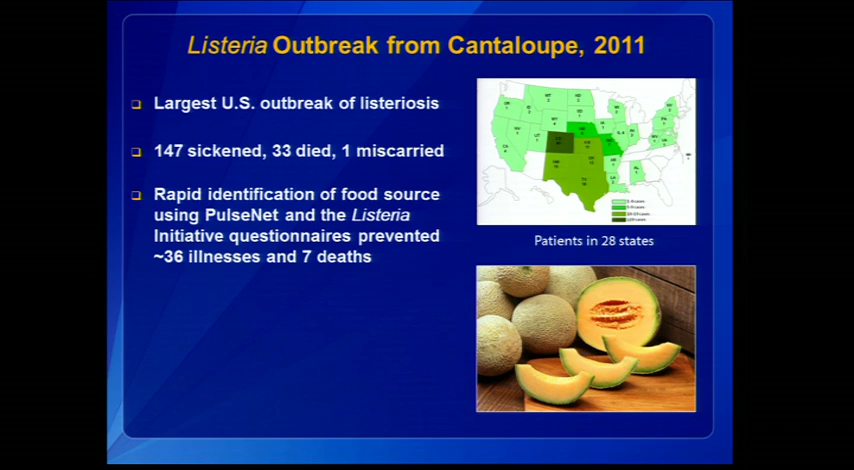 Listeria Outbreak from Cantaloupe, 2011
Largest U.S. outbreak of listeriosis
147 sickened, 33 died, 1 miscarried
Rapid identification of food source
using PulseNet and the Listeria
Initiative questionnaires prevented
~36 illnesses and 7 deaths
Patients in 28 states